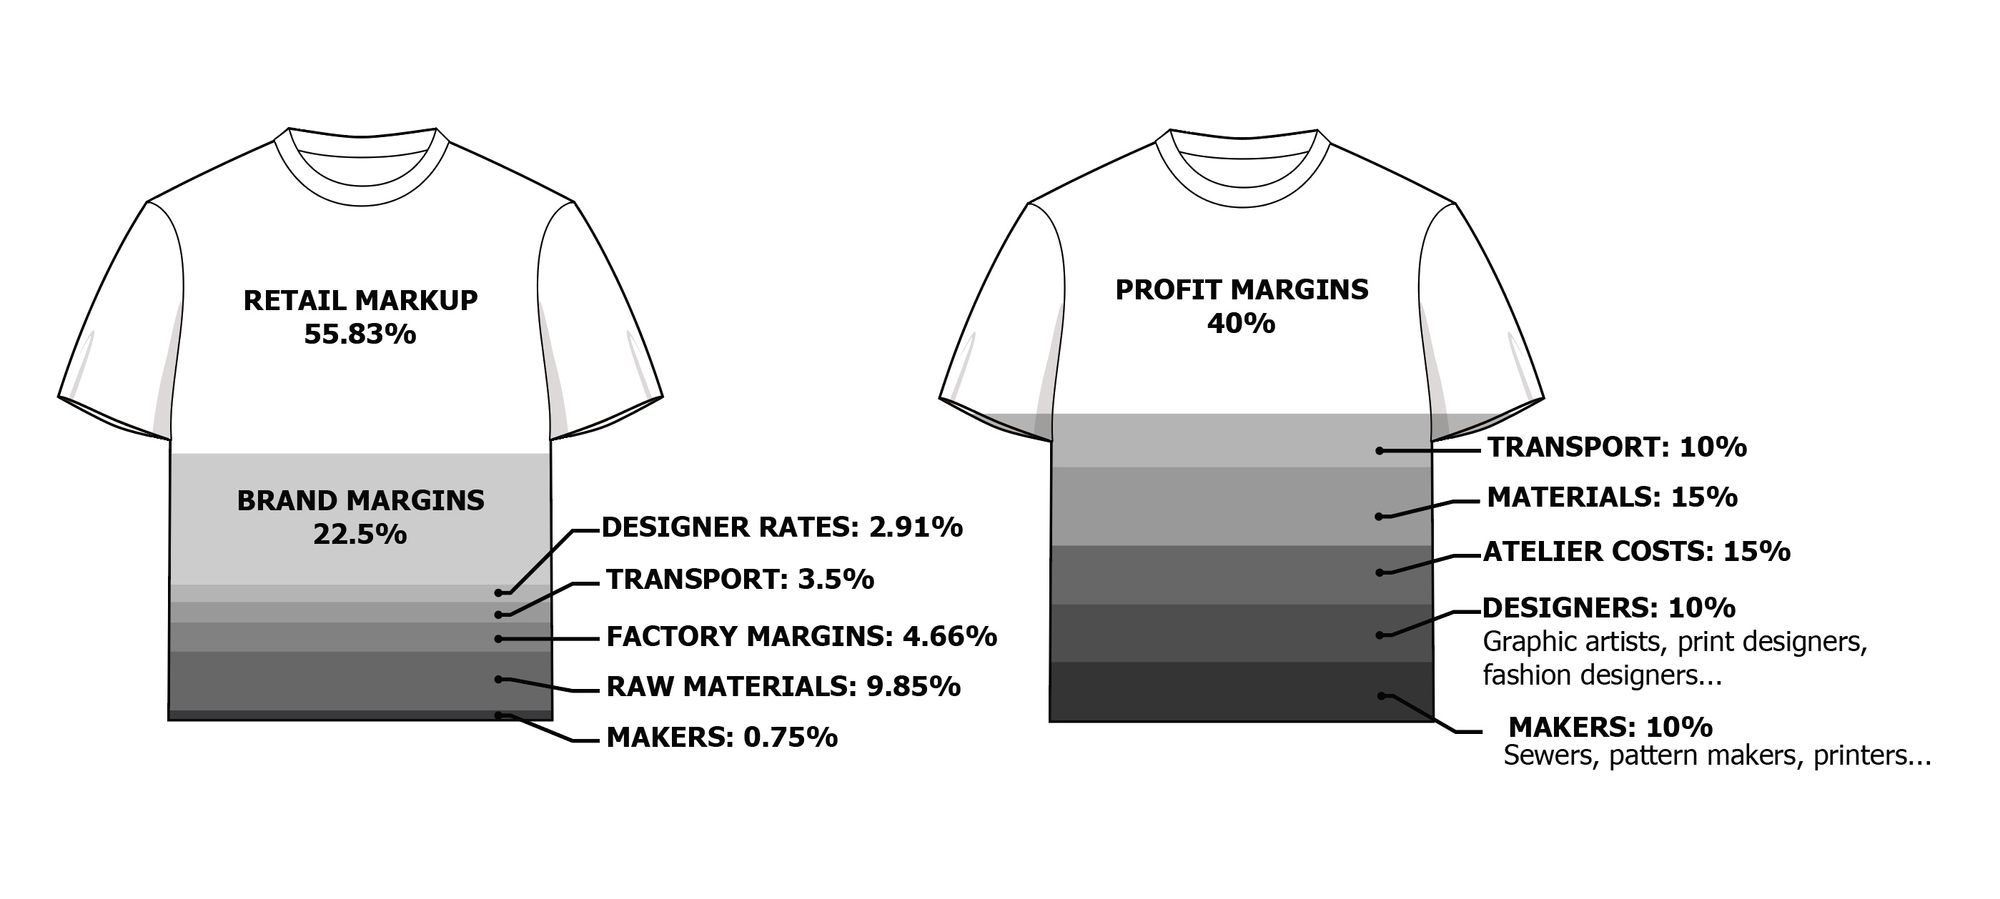 RETAIL MARKUP
55.83%
BRAND MARGINS
22.5%
DESIGNER RATES: 2.91%
TRANSPORT: 3.5%
FACTORY MARGINS: 4.66%
RAW MATERIALS: 9.85%
MAKERS: 0.75%
PROFIT MARGINS
40%
TRANSPORT: 10%
MATERIALS: 15%
ATELIER COSTS: 15%
DESIGNERS: 10%
Graphic artists, print designers,
fashion designers...
MAKERS: 10%
Sewers, pattern makers, printers...